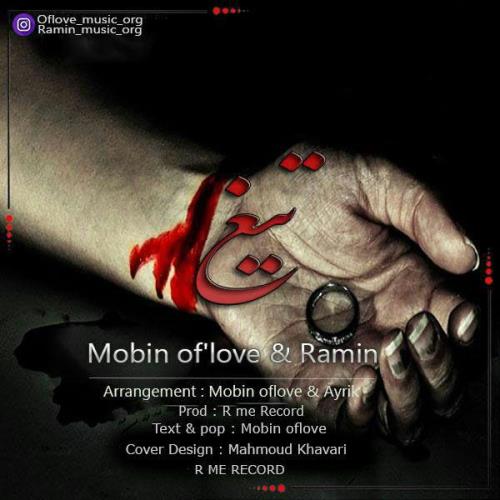 Oflove_music_org
Ramin_music_org
تیغ
Mobin of'love & Ramin
Arrangement : Mobin oflove & Ayrik
Prod : R me Record
Text & pop : Mobin oflove
Cover Design : Mahmoud Khavari
R ME RECORD